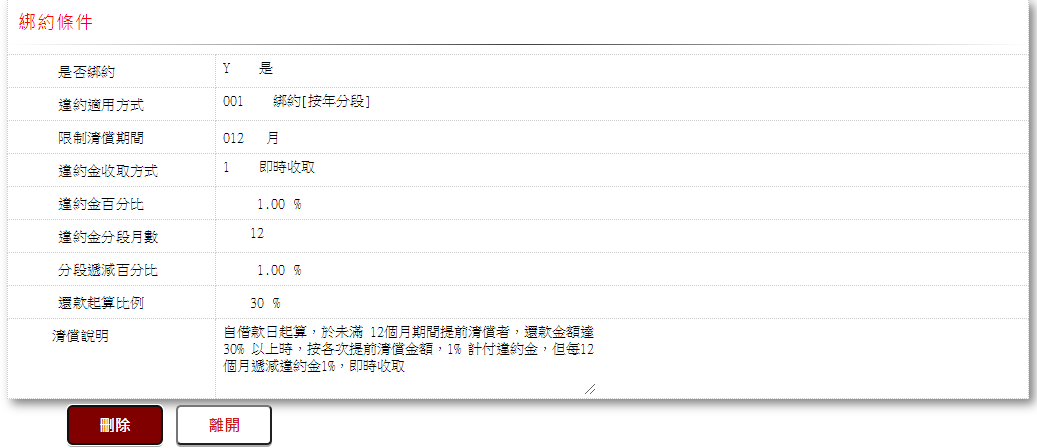 綁約條件
是否綁約 Y 是
違約適用方式 001 綁約[按年分段]
限制清償期間 012 月
違約金收取方式 1 即時收取
違約金百分比 1.00 %
違約金分段月數 12
分段遞減百分比 1.00 %
還款起算比例 30 %
清償說明 自借款日起算，於未滿 12個月期間提前清償者，還款金額達
30% 以上時，按各次提前清償金額，1% 計付違約金，但每12
個月遞減違約金1%，即時收取
刪除 離開